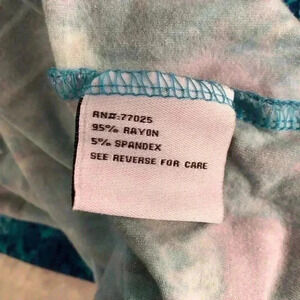 RN#:77025
95% RAYON
5% SPANDEX
SEE REVERSE FOR CARE